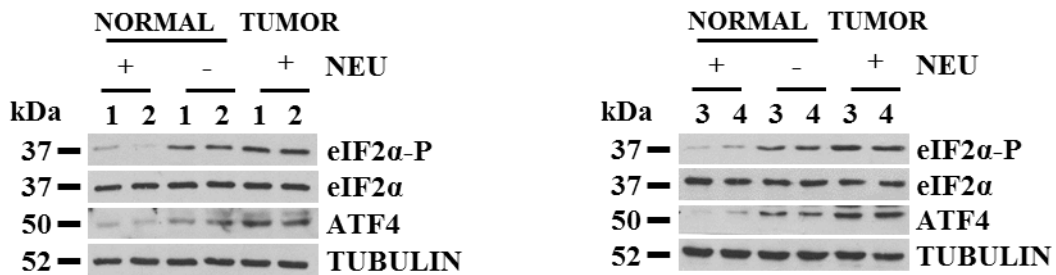 NORMAL TUMOR
+ - + NEU
kDa 1 2 1 2 1 2
37 eIF2α-P
37 eIF2α
50 ATF4
52 TUBULIN
NORMAL TUMOR
+ - + NEU
kDa 3 4 3 4 3 4
37 eIF2α-P
37 eIF2α
50 ATF4
52 TUBULIN